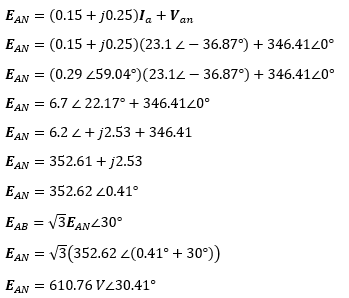 E_AN = (0.15 + j0.25)I_a + V_an
E_AN = (0.15 + j0.25)(23.1 ∠ − 36.87°) + 346.41∠0°
E_AN = (0.29 ∠59.04°)(23.1∠ − 36.87°) + 346.41∠0°
E_AN = 6.7 ∠ 22.17° + 346.41∠0°
E_AN = 6.2 ∠ + j2.53 + 346.41
E_AN = 352.61 + j2.53
E_AN = 352.62 ∠0.41°
E_AB = √3E_AN∠30°
E_AN = √3(352.62 ∠(0.41° + 30°))
E_AN = 610.76 V∠30.41°